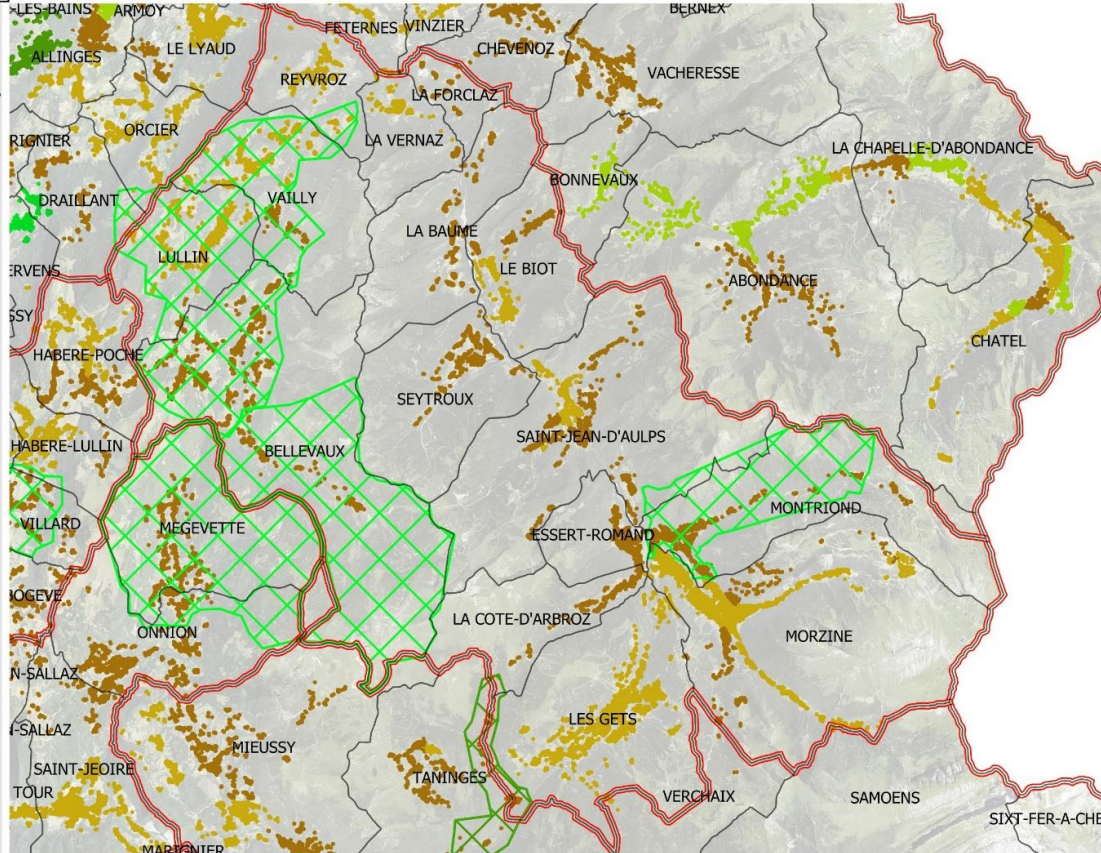 -LES-BAINS
ARMOY
BERNEX
FETERNES
VINZIER
ALLINGES
LE LYAUD
CHEVENOZ
REYVROZ
VACHERESSE
LA FORCLAZ
ORCIER
RIGNIER
LA VERNAZ
LA CHAPELLE-D'ABONDANCE
BONNEVAUX
DRAILLANT
VAILLY
LA BAUME
LULLIN
LE BIOT
ERVENS
ABONDANCE
SSY
CHATEL
HABERE-POCHE
SEYTROUX
SAINT-JEAN-D'AULPS
HABERE-LULLIN
BELLEVAUX
MONTRIOND
VILLARD
MEGEVETTE
ESSERT-ROMAND
BOGEVE
LA COTE-D'ARBROZ
ONNION
MORZINE
N-SALLAZ
LES GETS
N-SALLAZ
MIEUSSY
SAINT-JEOIRE
TANINGES
TOUR
VERCHAIX
SAMOENS
SIXT-FER-A-CHE
MARIGNIER